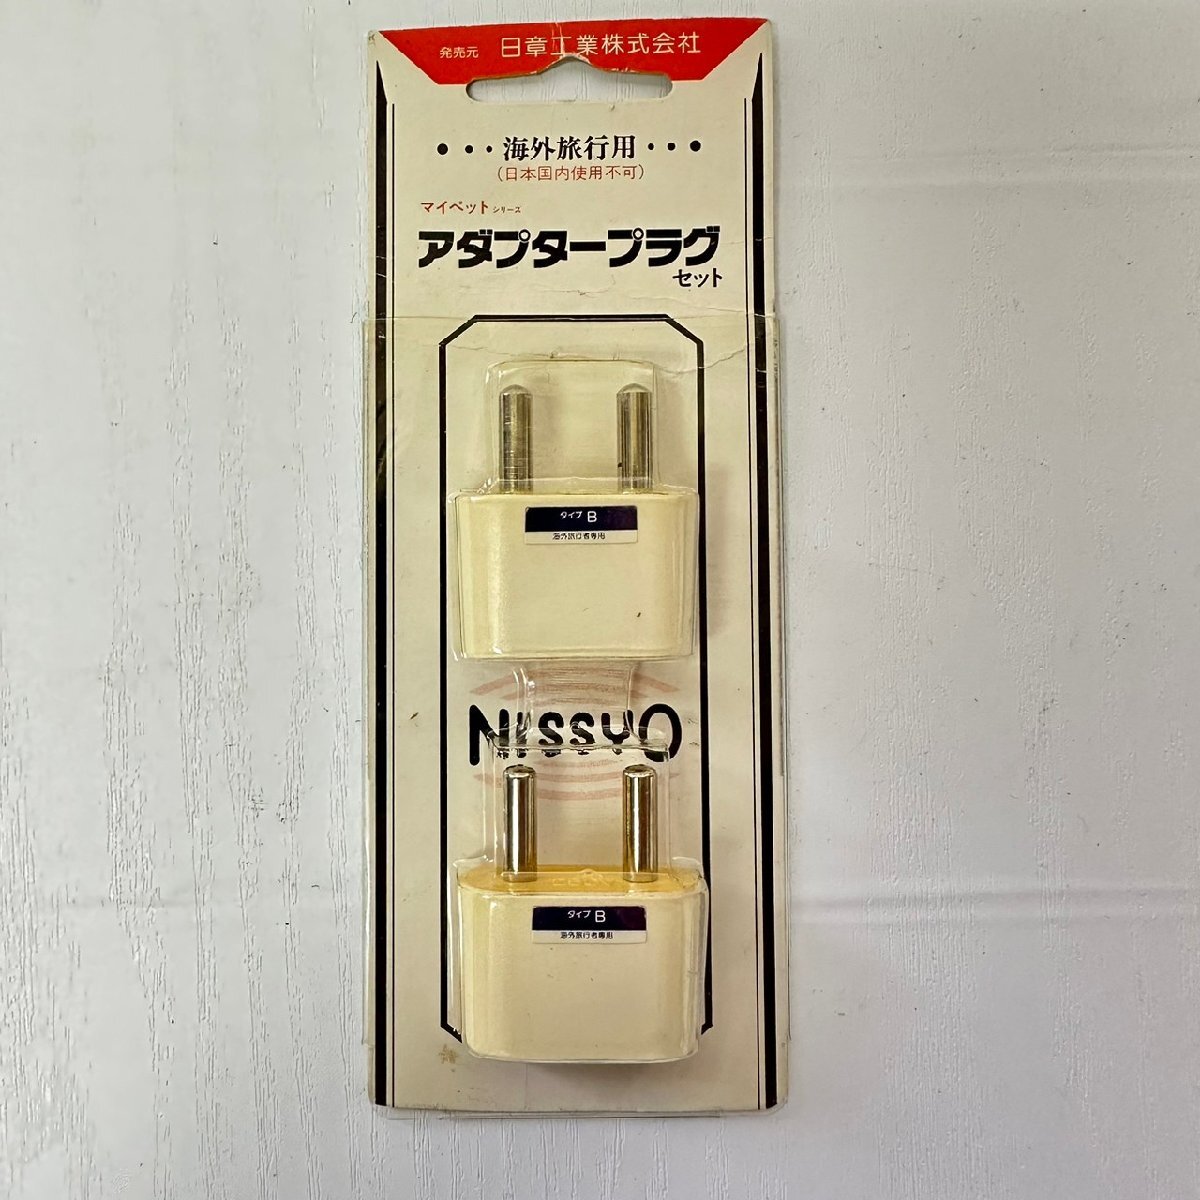 発売元 日章工業株式会社
海外旅行用
(日本国内使用不可)
マイペットシリーズ
アダプタープラグ
セット
タイプ B
海外旅行者専用
NISSYO
タイプ B
海外旅行者専用